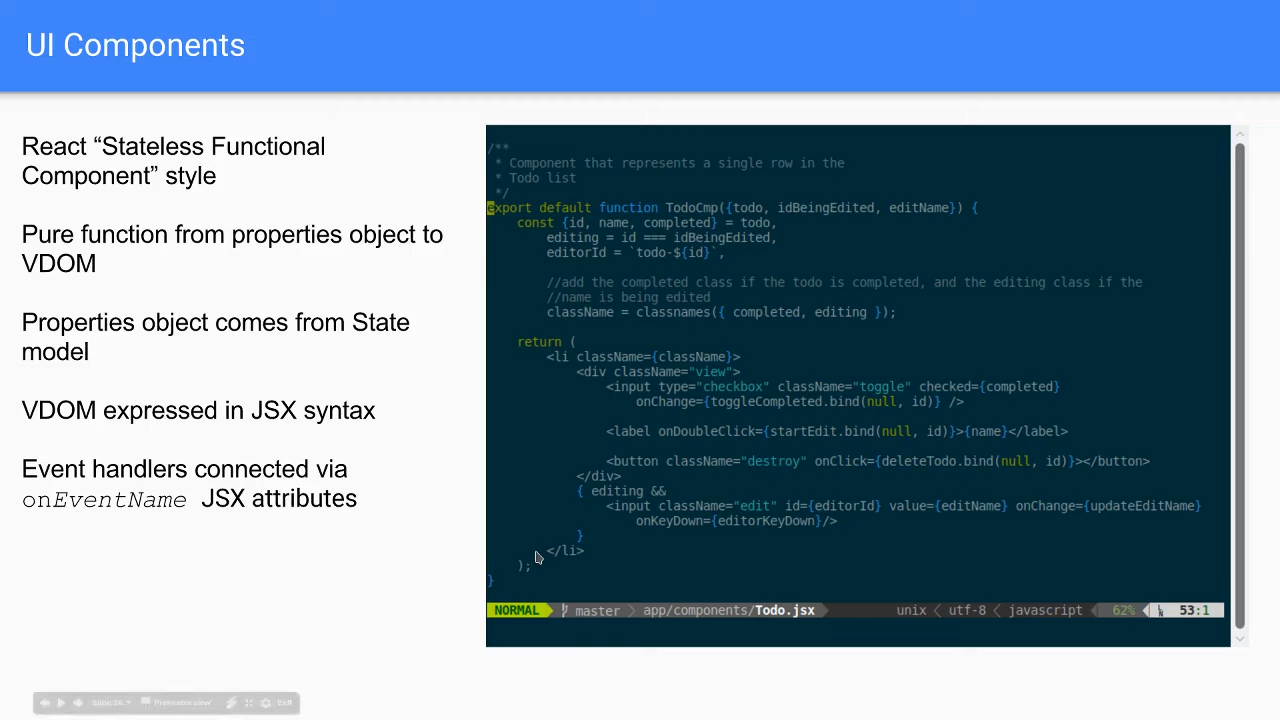 UI Components
React “Stateless Functional
Component” style
Pure function from properties object to
VDOM
Properties object comes from State
model
VDOM expressed in JSX syntax
Event handlers connected via
onEventName JSX attributes
/**
 * Component that represents a single row in the
 * Todo list
 */
export default function TodoCmp({todo, idBeingEdited, editName}) {
    const {id, name, completed} = todo,
        editing = id === idBeingEdited,
        editorId = `todo-${id}`,
        //add the completed class if the todo is completed, and the editing class if the
        //name is being edited
        className = classnames({ completed, editing });
    return (
        <li className={className}>
            <div className="view">
                <input type="checkbox" className="toggle" checked={completed}
                    onChange={toggleCompleted.bind(null, id)} />
                <label onDoubleClick={startEdit.bind(null, id)}>{name}</label>
                <button className="destroy" onClick={deleteTodo.bind(null, id)}></button>
            </div>
            { editing &&
                <input className="edit" id={editorId} value={editName} onChange={updateEditName}
                    onKeyDown={editorKeyDown}/>
            }
        </li>
    );
}
NORMAL master app/components/Todo.jsx unix utf-8 javascript 62% 53:1
Presenter view Exit